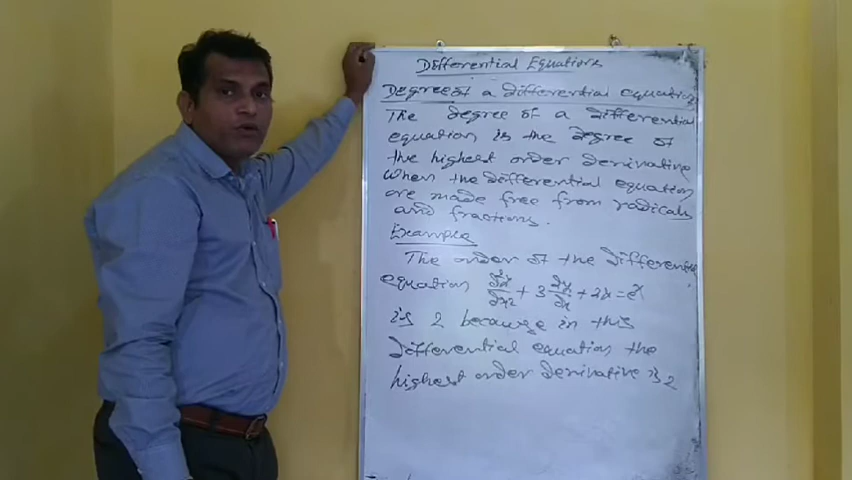 Differential Equations
Degree of a differential equation
The degree of a differential
equation is the degree of
the highest order derivative
when the differential equation
are made free from radicals
and fractions.
Example
The order of the differential
equation d²y/dx² + 3 dy/dx + 2y = eˣ
is 2 because in this
differential equation the
highest order derivative is 2